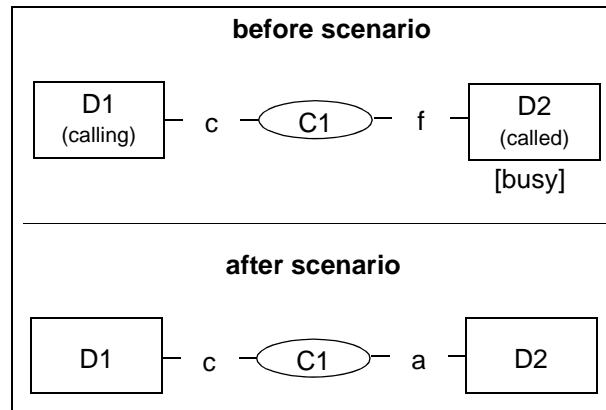 before scenario
D1 c C1 f D2
(calling) (called)
[busy]
after scenario
D1 c C1 a D2